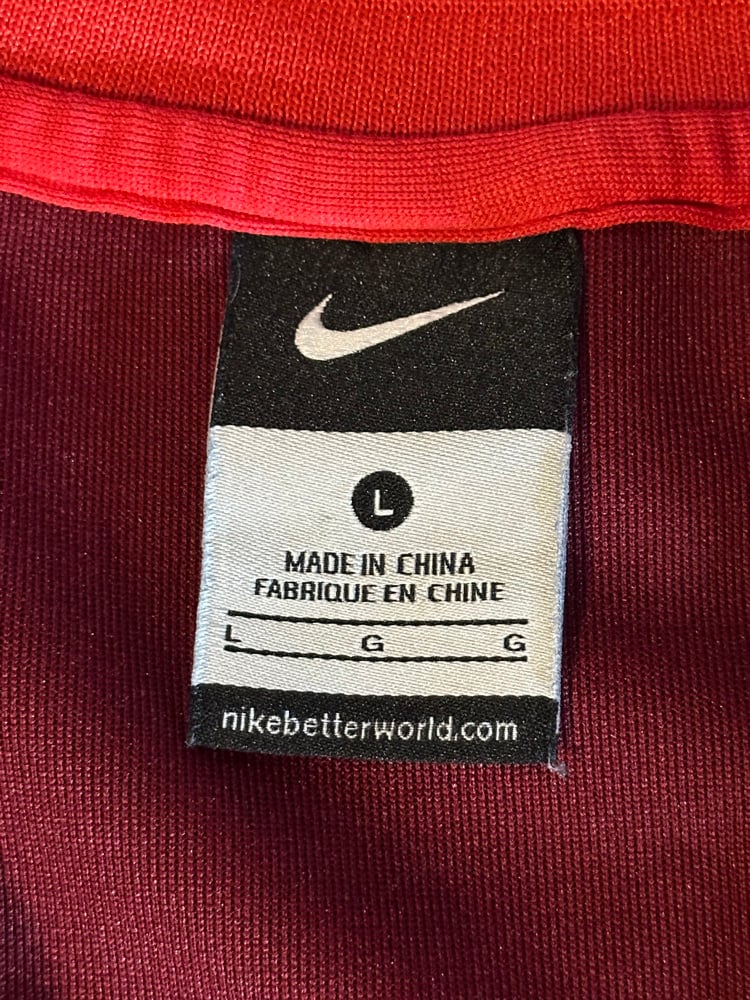 L
MADE IN CHINA
FABRIQUE EN CHINE
L G G
nikebetterworld.com